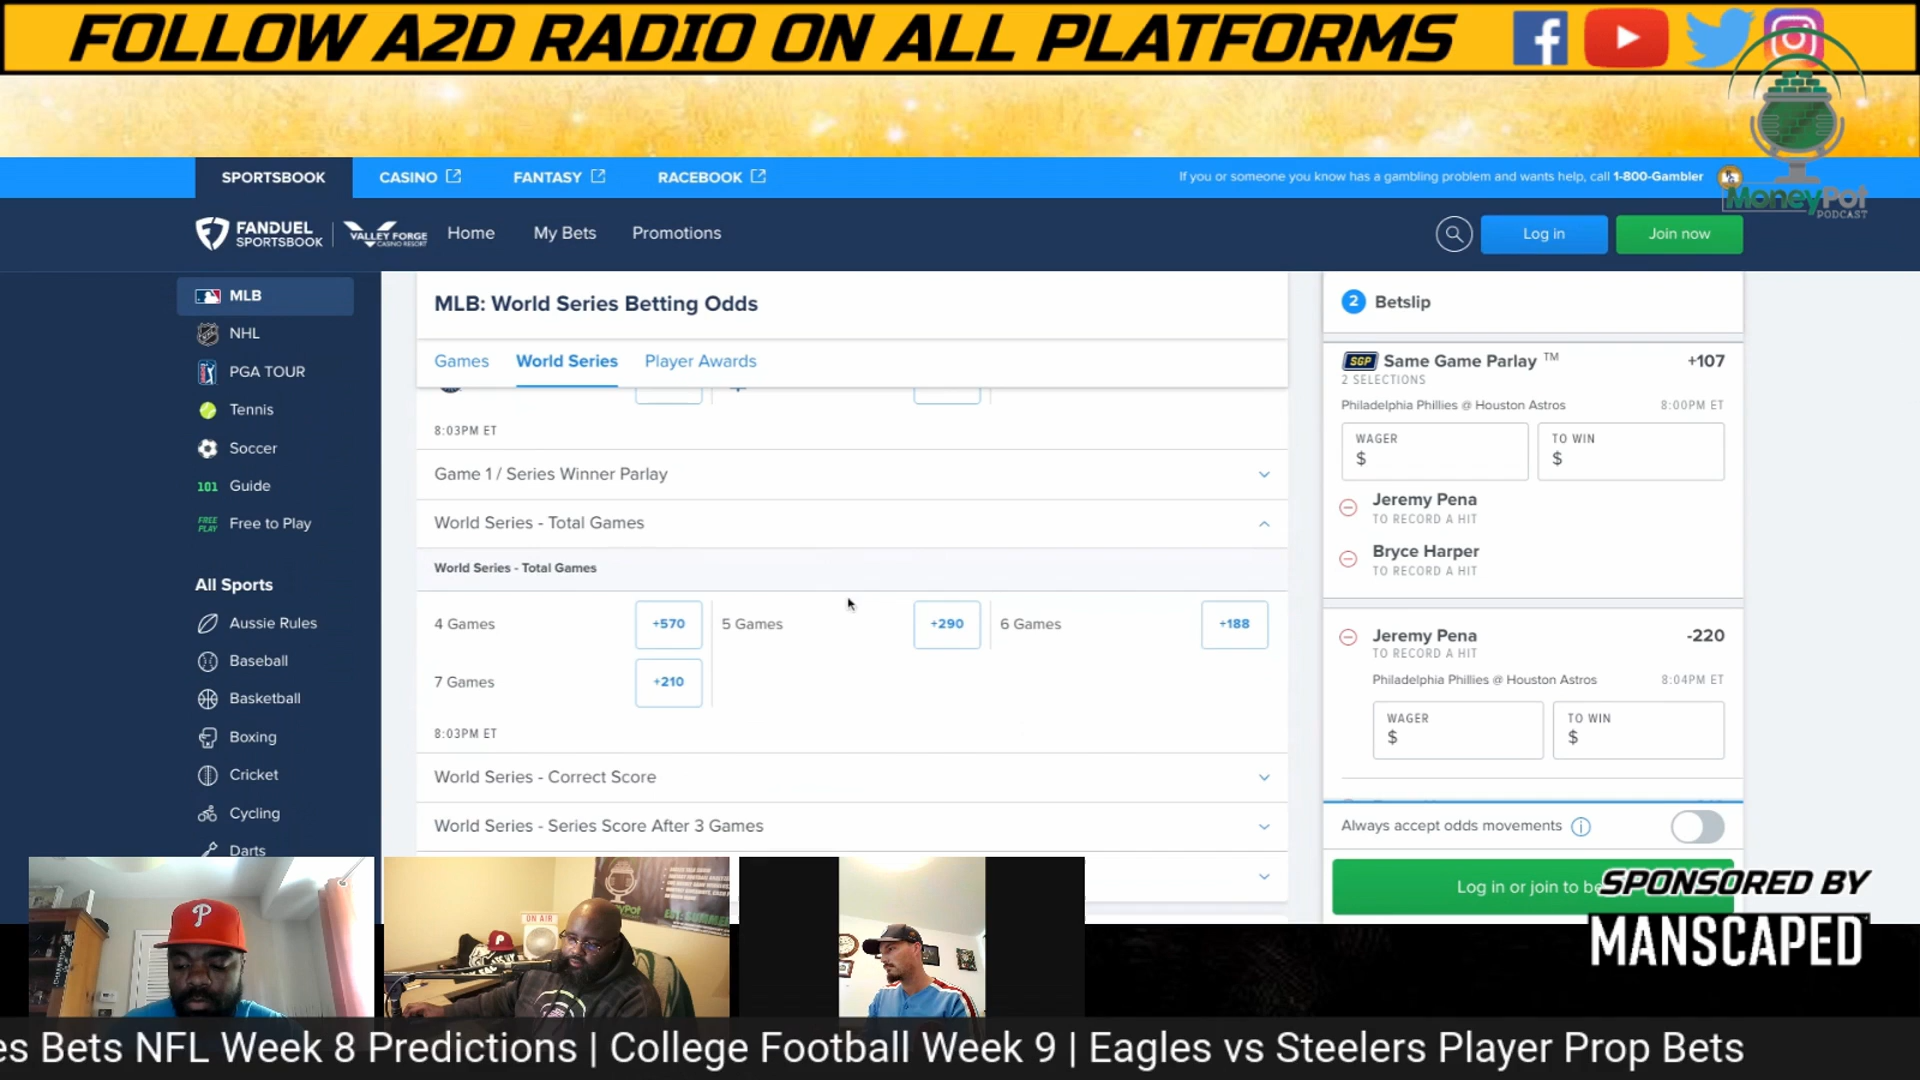 FOLLOW A2D RADIO ON ALL PLATFORMS
SPORTSBOOK
CASINO
FANTASY
RACEBOOK
If you or someone you know has a gambling problem and wants help, call 1-800-Gambler
MoneyPot
PODCAST
FANDUEL
SPORTSBOOK
VALLEY FORGE
CASINO RESORT
Home
My Bets
Promotions
Log in
Join now
MLB
NHL
PGA TOUR
Tennis
Soccer
101 Guide
FREE PLAY Free to Play
All Sports
Aussie Rules
Baseball
Basketball
Boxing
Cricket
Cycling
Darts
MLB: World Series Betting Odds
Games World Series Player Awards
8:03PM ET
Game 1 / Series Winner Parlay
World Series - Total Games
World Series - Total Games
4 Games +570 5 Games +290 6 Games +188
7 Games +210
8:03PM ET
World Series - Correct Score
World Series - Series Score After 3 Games
2 Betslip
SGP Same Game Parlay ™ +107
2 SELECTIONS
Philadelphia Phillies @ Houston Astros 8:00PM ET
WAGER TO WIN
$ $
Jeremy Pena
TO RECORD A HIT
Bryce Harper
TO RECORD A HIT
Jeremy Pena -220
TO RECORD A HIT
Philadelphia Phillies @ Houston Astros 8:04PM ET
WAGER TO WIN
$ $
Always accept odds movements
Log in or join to be
SPONSORED BY
MANSCAPED
P
ON AIR
P
es Bets NFL Week 8 Predictions | College Football Week 9 | Eagles vs Steelers Player Prop Bets